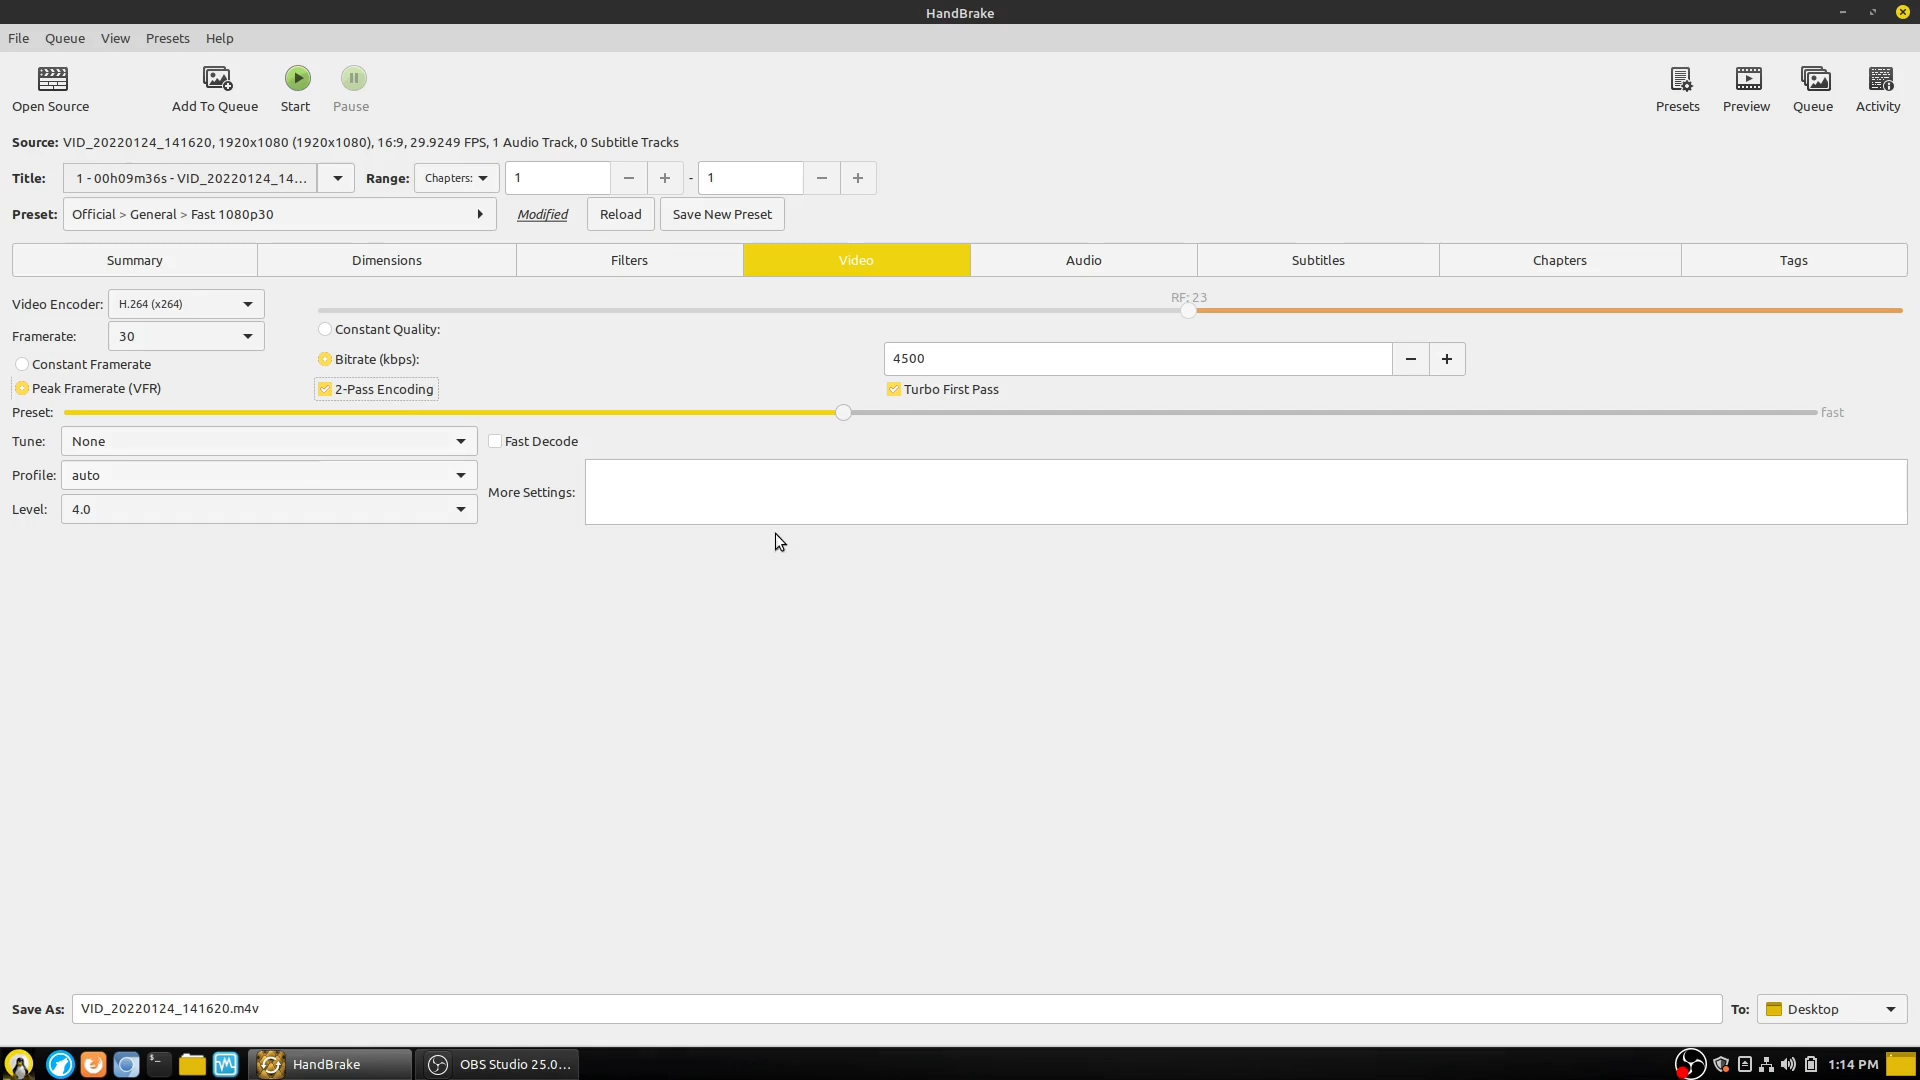 HandBrake
File Queue View Presets Help
Open Source Add To Queue Start Pause Presets Preview Queue Activity
Source: VID_20220124_141620, 1920x1080 (1920x1080), 16:9, 29.9249 FPS, 1 Audio Track, 0 Subtitle Tracks
Title: 1 - 00h09m36s - VID_20220124_14... Range: Chapters: 1 - 1
Preset: Official > General > Fast 1080p30 Modified Reload Save New Preset
Summary Dimensions Filters Video Audio Subtitles Chapters Tags
RF: 23
Video Encoder: H.264 (x264)
Constant Quality:
Framerate: 30
Bitrate (kbps): 4500
Constant Framerate
Peak Framerate (VFR) 2-Pass Encoding Turbo First Pass
Preset: fast
Tune: None Fast Decode
Profile: auto
More Settings:
Level: 4.0
Save As: VID_20220124_141620.m4v To: Desktop
HandBrake OBS Studio 25.0... 1:14 PM